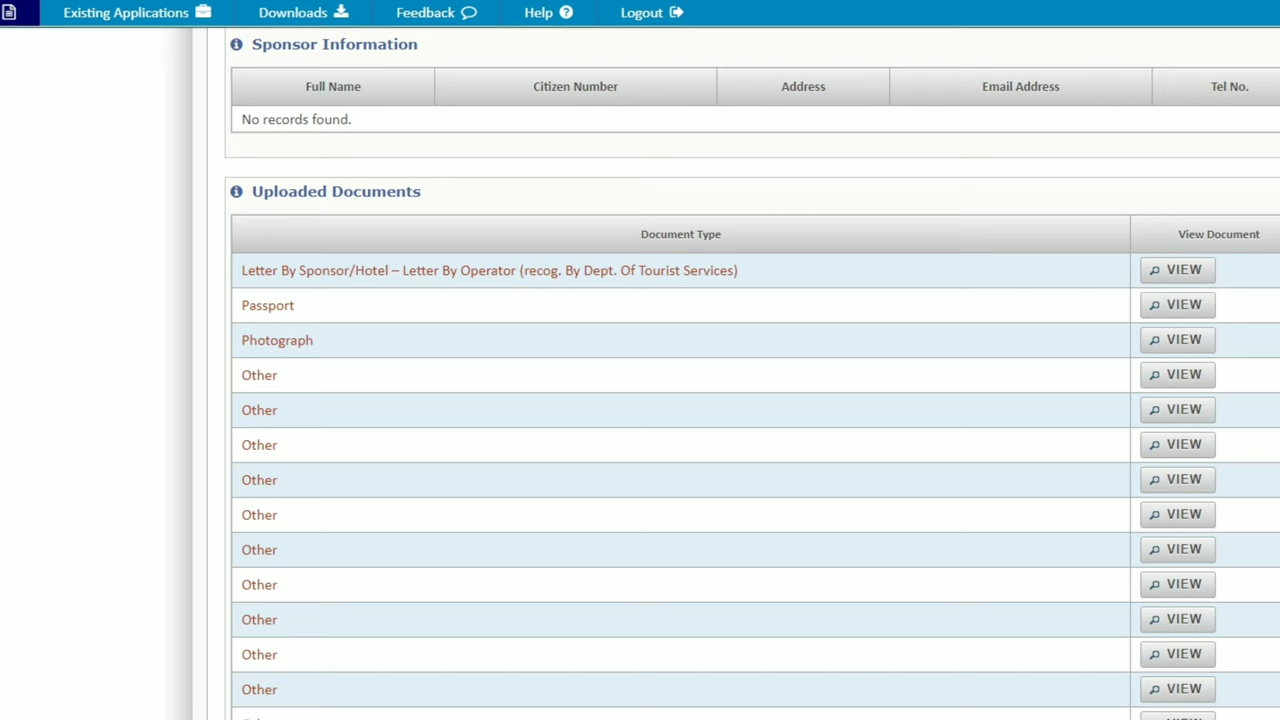 Existing Applications Downloads Feedback Help Logout
Sponsor Information
Full Name Citizen Number Address Email Address Tel No.
No records found.
Uploaded Documents
Document Type View Document
Letter By Sponsor/Hotel – Letter By Operator (recog. By Dept. Of Tourist Services) VIEW
Passport VIEW
Photograph VIEW
Other VIEW
Other VIEW
Other VIEW
Other VIEW
Other VIEW
Other VIEW
Other VIEW
Other VIEW
Other VIEW
Other VIEW